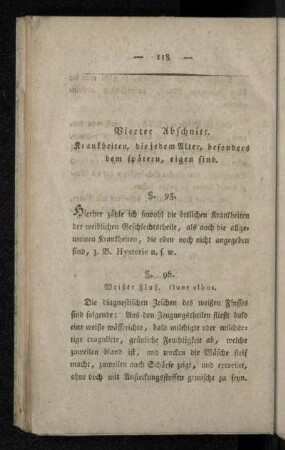 — 118 —
Vierter Abschnitt.
Krankheiten, die jedem Alter, besonders
dem spätern, eigen sind.
§. 95.
Hierher zähle ich sowohl die örtlichen Krankheiten
der weiblichen Geschlechtstheile, als auch die allge-
meinen Krankheiten, die oben noch nicht angegeben
sind, z. B. Hysterie u. s. w.
§. 96.
Weißer Fluß. fluor albus.
Die diagnostischen Zeichen des weißen Flusses
sind folgende: Aus den Zeugungstheilen fließt bald
eine weiße wässrichte, bald milchigte oder milchar-
tige coagulirte, grünliche Feuchtigkeit ab, welche
zuweilen bland ist, und trocken die Wäsche steif
macht, zuweilen auch Schärfe zeigt, und excoriirt,
ohne doch mit Ansteckungsstoffen gemischt zu seyn.